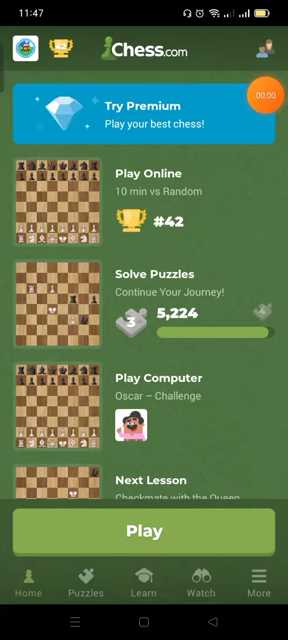 11:47
42
Chess.com
00:00
Try Premium
Play your best chess!
Play Online
10 min vs Random
#42
Solve Puzzles
Continue Your Journey!
3
5,224
4
Play Computer
Oscar – Challenge
Next Lesson
Checkmate with the Queen
Play
Home
Puzzles
Learn
Watch
More